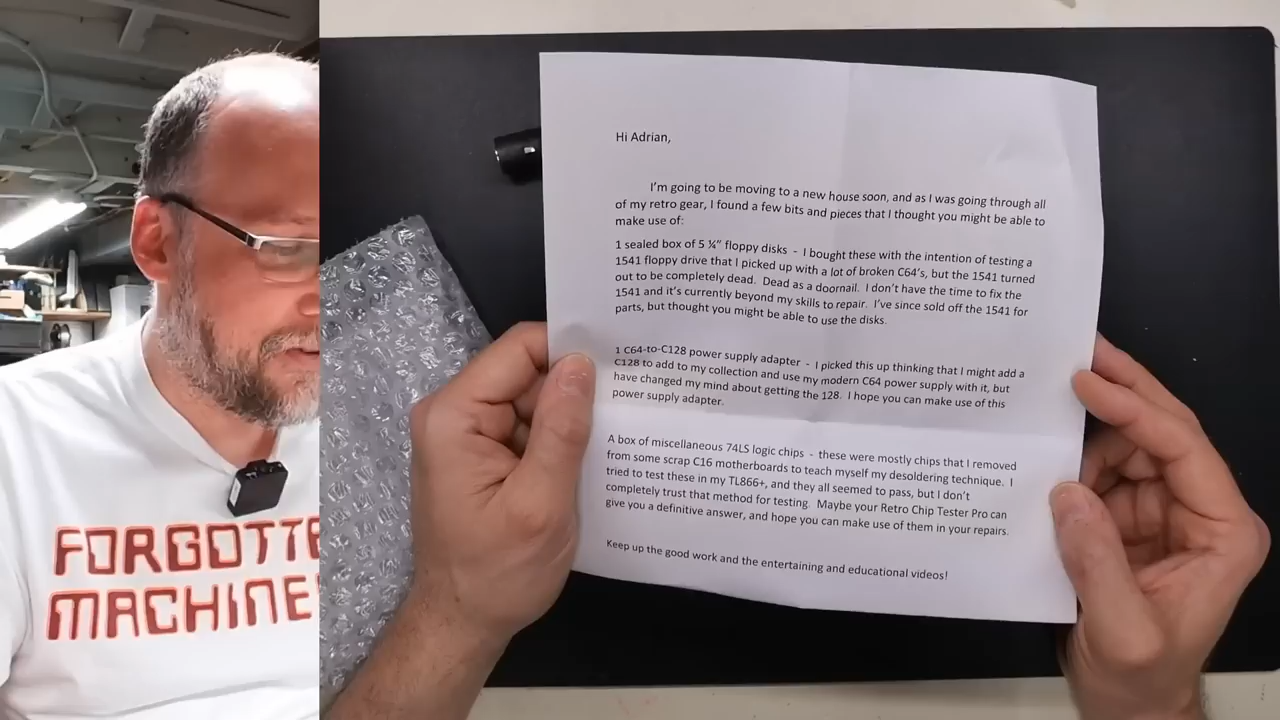 FORGOTTE
MACHINE
Hi Adrian,
I'm going to be moving to a new house soon, and as I was going through all
of my retro gear, I found a few bits and pieces that I thought you might be able to
make use of:
1 sealed box of 5 ¼" floppy disks - I bought these with the intention of testing a
1541 floppy drive that I picked up with a lot of broken C64's, but the 1541 turned
out to be completely dead. Dead as a doornail. I don't have the time to fix the
1541 and it's currently beyond my skills to repair. I've since sold off the 1541 for
parts, but thought you might be able to use the disks.
1 C64-to-C128 power supply adapter - I picked this up thinking that I might add a
C128 to add to my collection and use my modern C64 power supply with it, but
have changed my mind about getting the 128. I hope you can make use of this
power supply adapter.
A box of miscellaneous 74LS logic chips - these were mostly chips that I removed
from some scrap C16 motherboards to teach myself my desoldering technique. I
tried to test these in my TL866+, and they all seemed to pass, but I don't
completely trust that method for testing. Maybe your Retro Chip Tester Pro can
give you a definitive answer, and hope you can make use of them in your repairs.
Keep up the good work and the entertaining and educational videos!